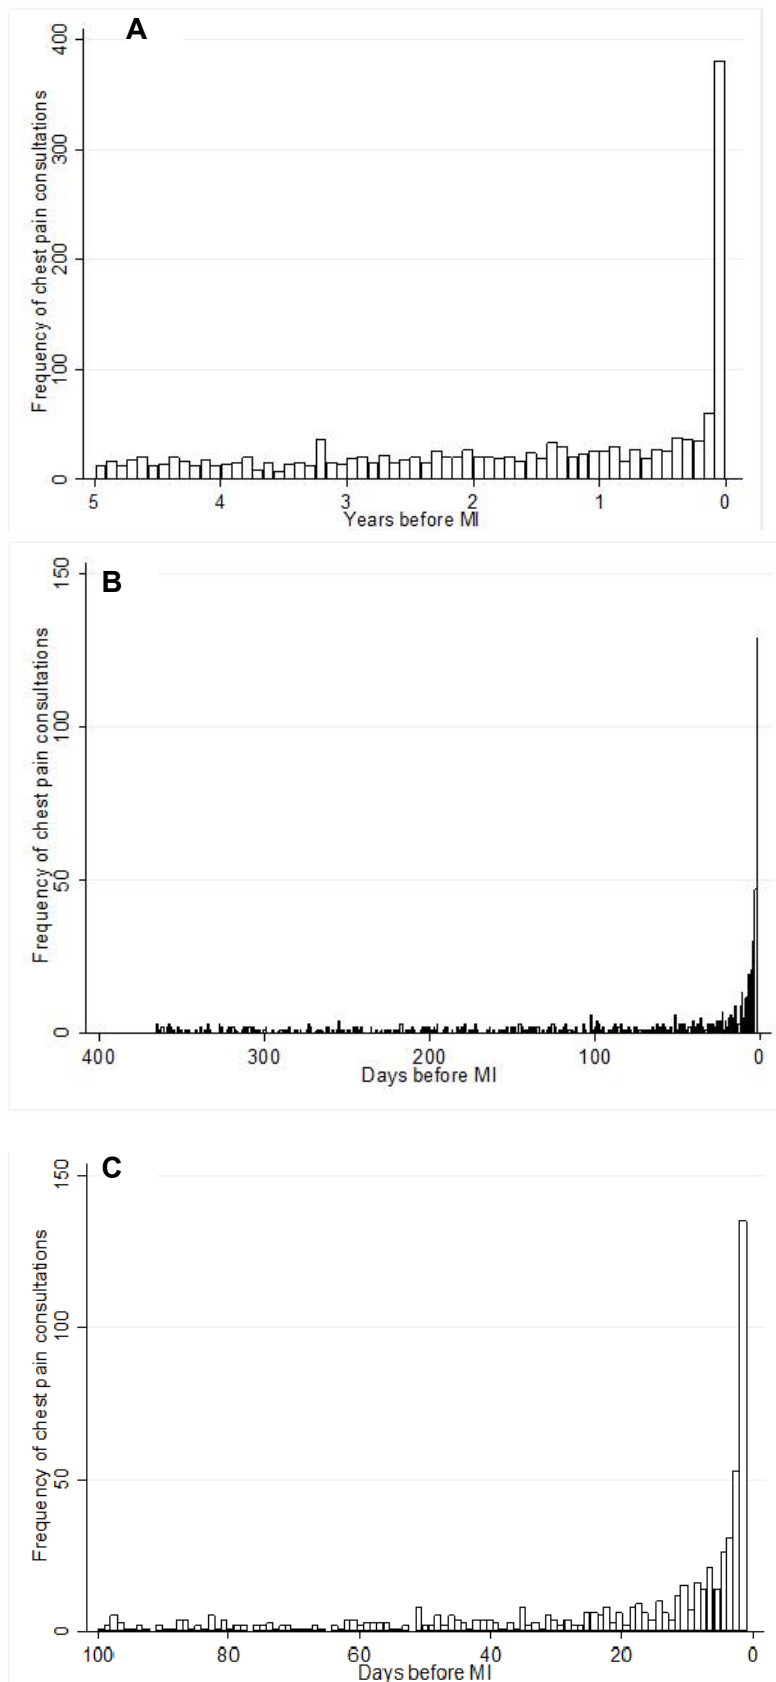 A
Frequency of chest pain consultations
400
300
200
100
0
5 4 3 2 1 0
Years before MI
B
Frequency of chest pain consultations
150
100
50
0
400 300 200 100 0
Days before MI
C
Frequency of chest pain consultations
150
100
50
0
100 80 60 40 20 0
Days before MI